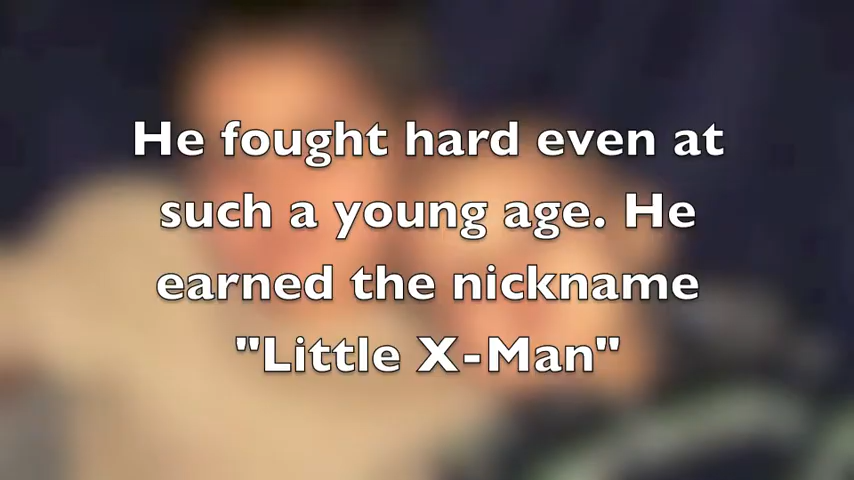 He fought hard even at
such a young age. He
earned the nickname
"Little X-Man"